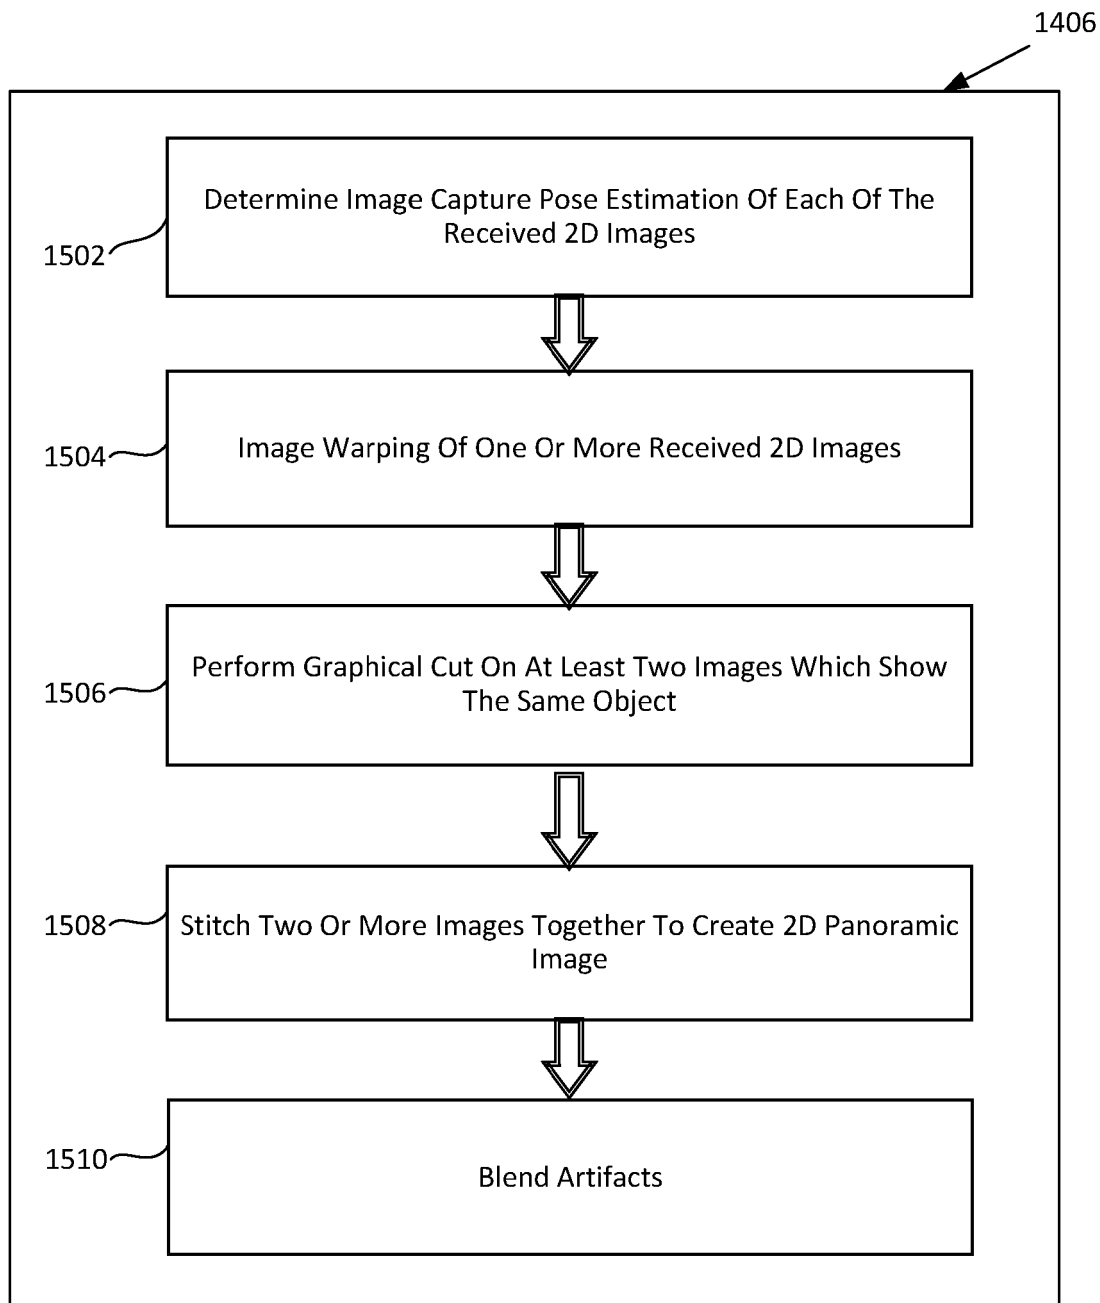 1406
Determine Image Capture Pose Estimation Of Each Of The
Received 2D Images
1502
Image Warping Of One Or More Received 2D Images
1504
Perform Graphical Cut On At Least Two Images Which Show
The Same Object
1506
Stitch Two Or More Images Together To Create 2D Panoramic
Image
1508
Blend Artifacts
1510